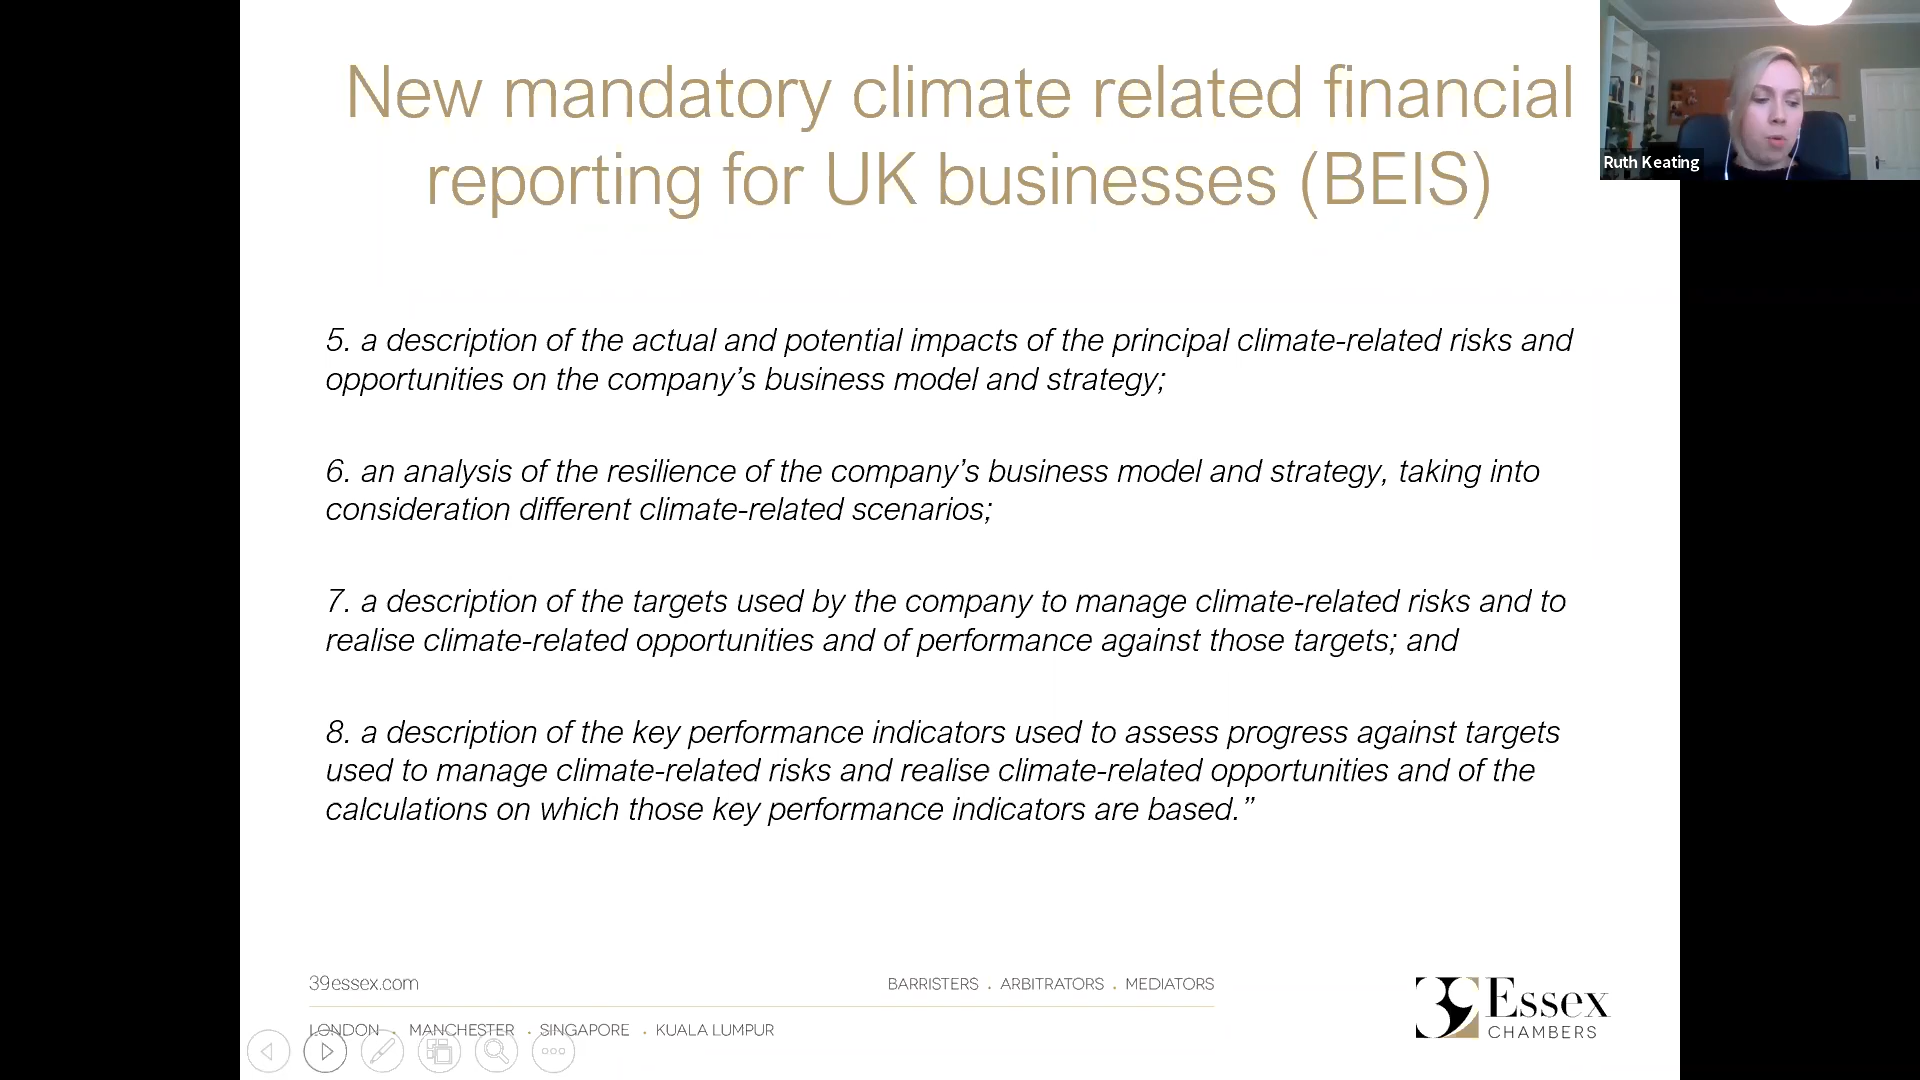 New mandatory climate related financial
reporting for UK businesses (BEIS)
Ruth Keating
5. a description of the actual and potential impacts of the principal climate-related risks and
opportunities on the company’s business model and strategy;
6. an analysis of the resilience of the company’s business model and strategy, taking into
consideration different climate-related scenarios;
7. a description of the targets used by the company to manage climate-related risks and to
realise climate-related opportunities and of performance against those targets; and
8. a description of the key performance indicators used to assess progress against targets
used to manage climate-related risks and realise climate-related opportunities and of the
calculations on which those key performance indicators are based.”
39essex.com
BARRISTERS . ARBITRATORS . MEDIATORS
LONDON . MANCHESTER . SINGAPORE . KUALA LUMPUR
39 Essex
CHAMBERS